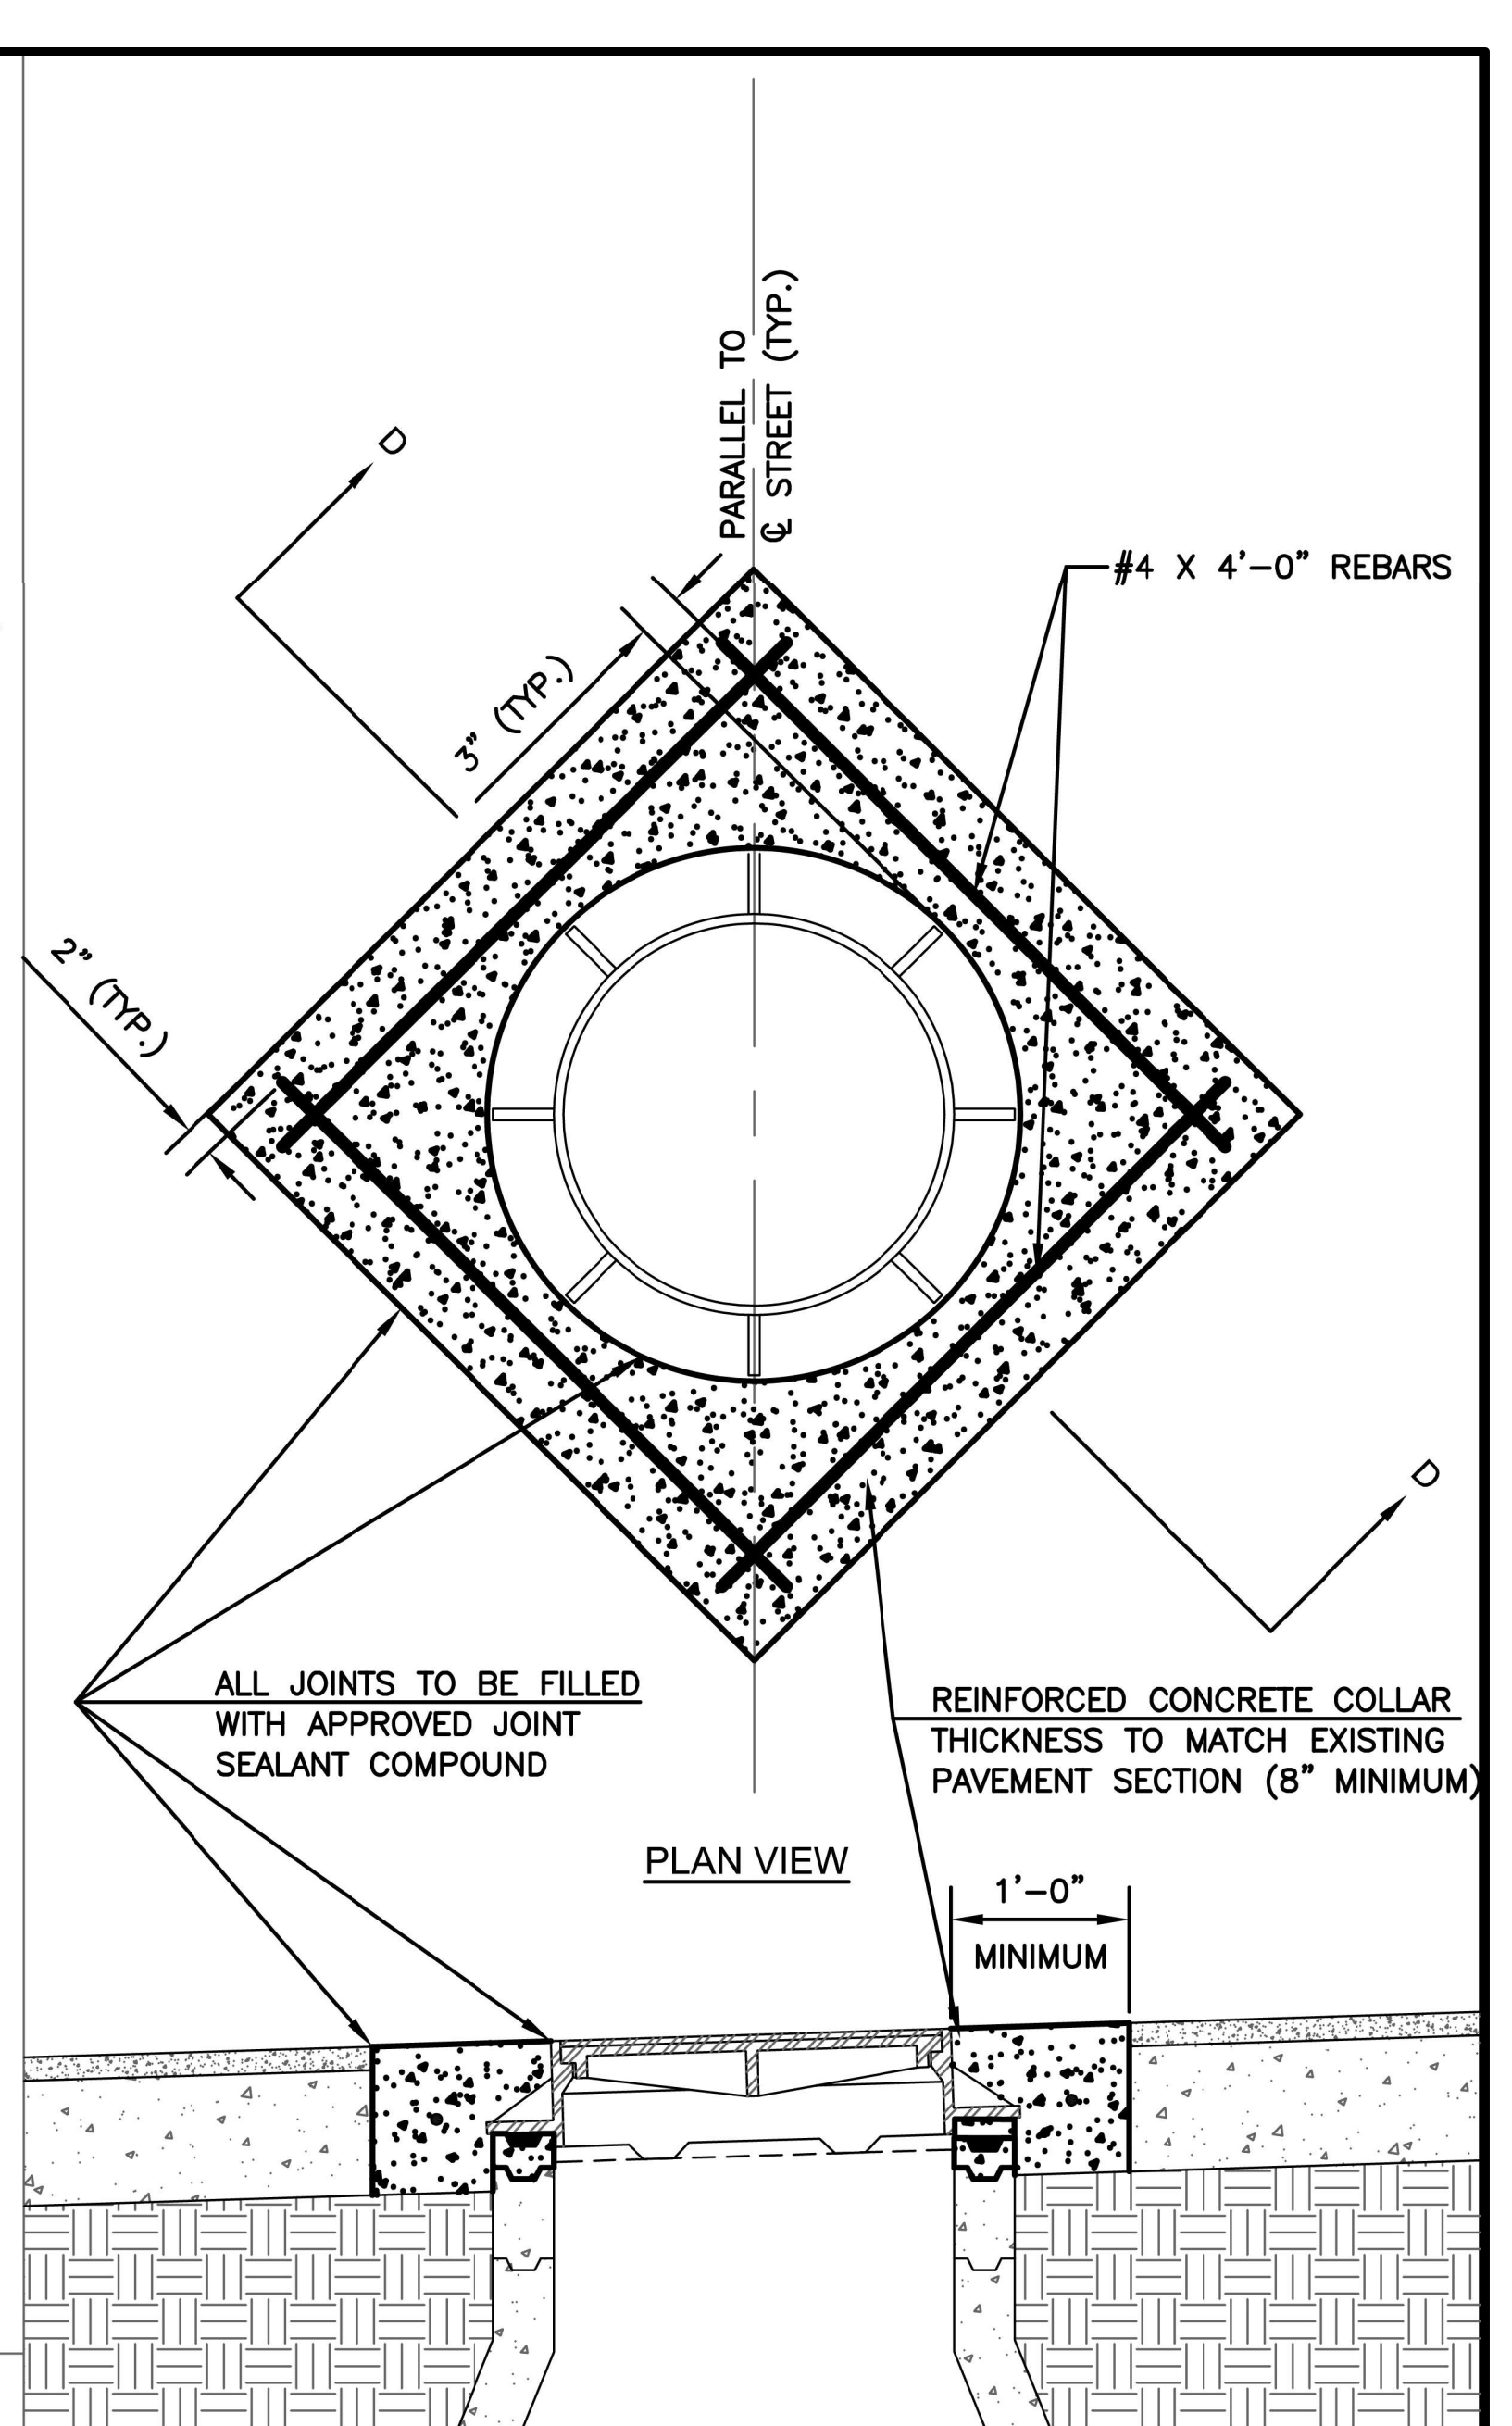 PARALLEL TO
℄ STREET (TYP.)
D
#4 X 4'-0" REBARS
3" (TYP.)
2" (TYP.)
D
ALL JOINTS TO BE FILLED
WITH APPROVED JOINT
SEALANT COMPOUND
REINFORCED CONCRETE COLLAR
THICKNESS TO MATCH EXISTING
PAVEMENT SECTION (8" MINIMUM)
PLAN VIEW
1'-0"
MINIMUM